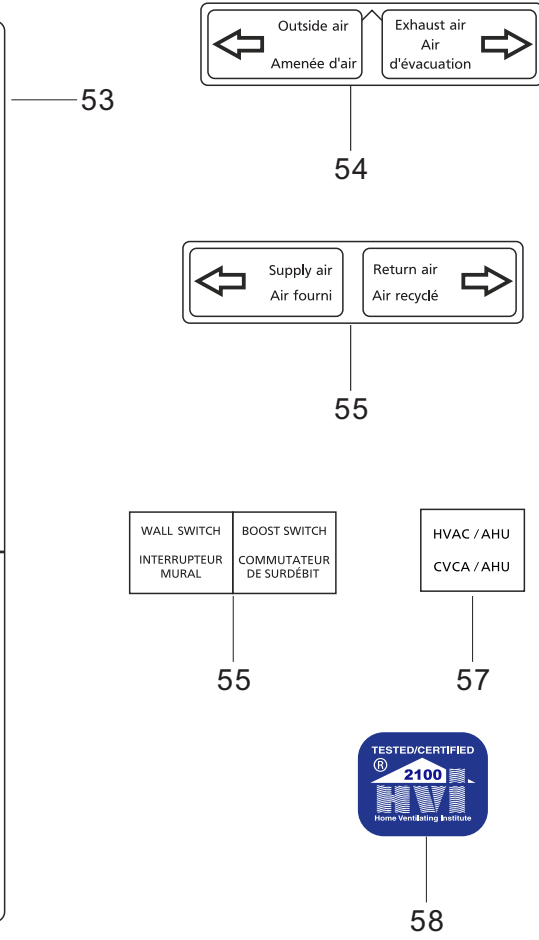 Outside air
Amenée d'air
Exhaust air
Air
d'évacuation
53
54
Supply air
Air fourni
Return air
Air recyclé
55
WALL SWITCH
INTERRUPTEUR
MURAL
BOOST SWITCH
COMMUTATEUR
DE SURDÉBIT
HVAC / AHU
CVCA / AHU
55
57
TESTED/CERTIFIED
®
2100
HVI
Home Ventilating Institute
58